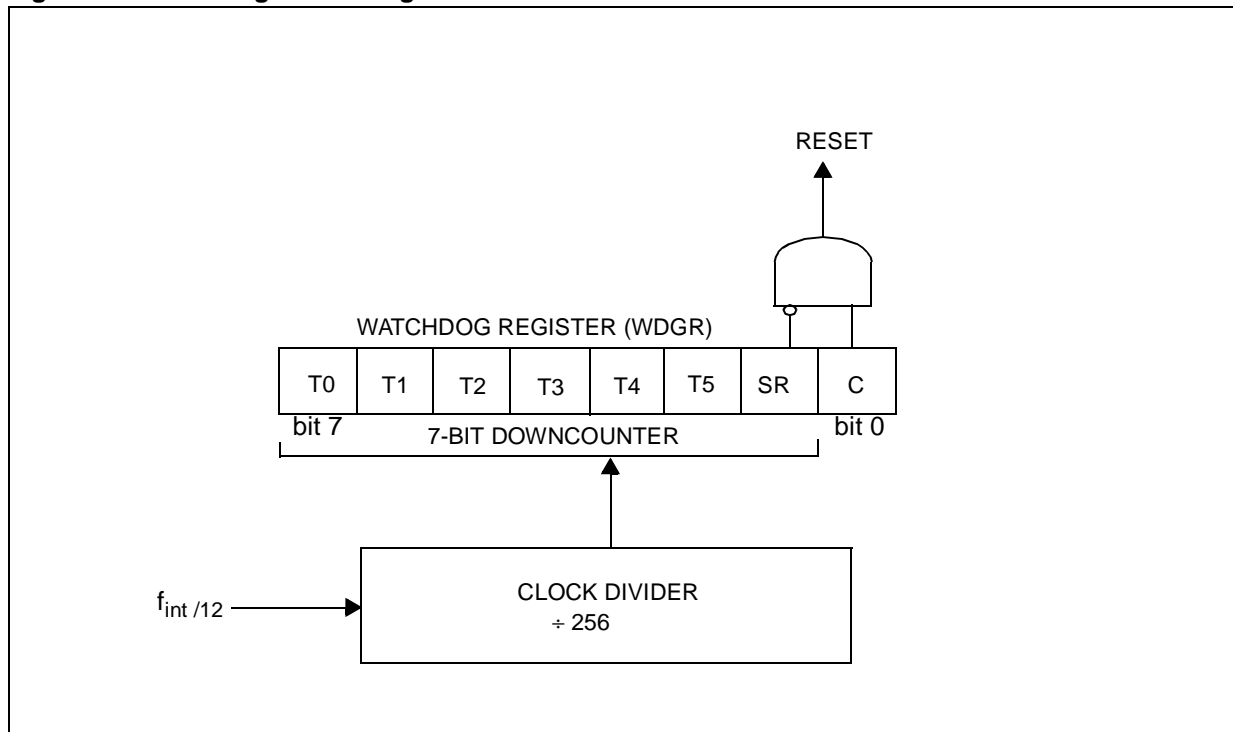 RESET
WATCHDOG REGISTER (WDGR)
T0 T1 T2 T3 T4 T5 SR C
bit 7 7-BIT DOWNCOUNTER bit 0
fint /12
CLOCK DIVIDER
÷ 256